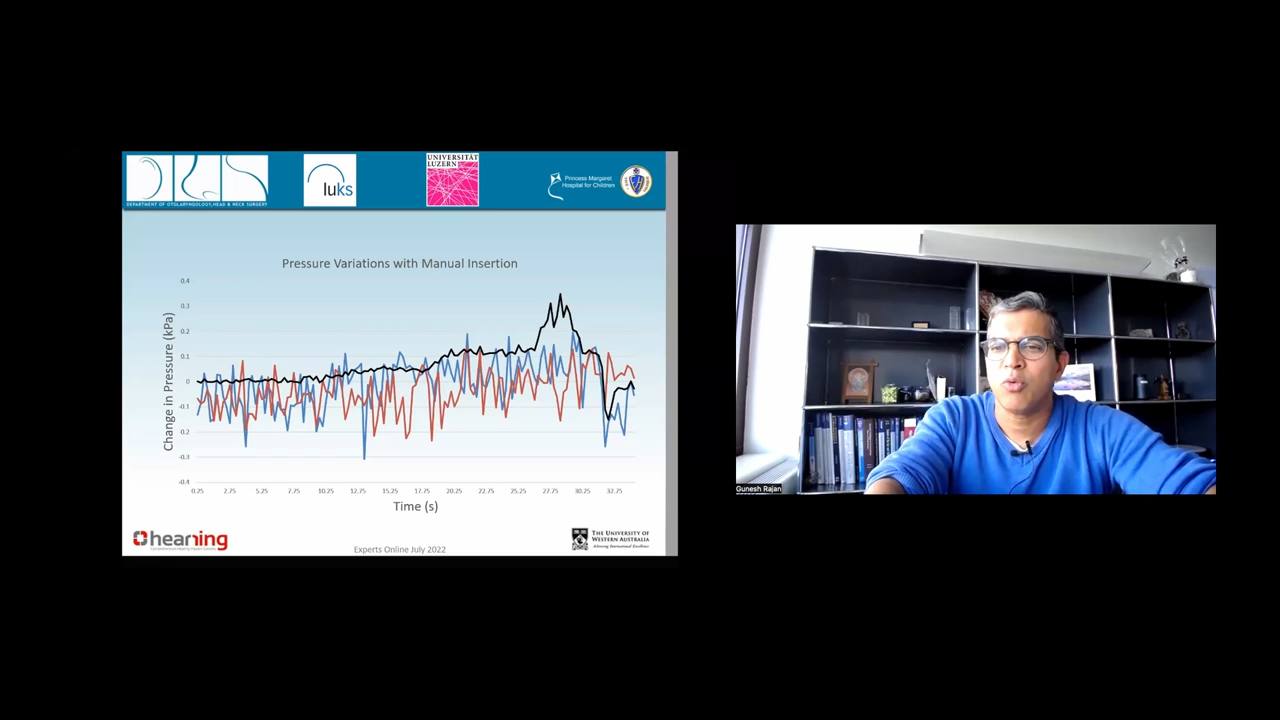 DEPARTMENT OF OTOLARYNGOLOGY, HEAD & NECK SURGERY
luks
UNIVERSITÄT
LUZERN
Princess Margaret
Hospital for Children
Pressure Variations with Manual Insertion
Change in Pressure (kPa)
0.4
0.3
0.2
0.1
0
-0.1
-0.2
-0.3
-0.4
0.25 2.75 5.25 7.75 10.25 12.75 15.25 17.75 20.25 22.75 25.25 27.75 30.25 32.75
Time (s)
hearring
Experts Online July 2022
THE UNIVERSITY OF
WESTERN AUSTRALIA
Achieving International Excellence
Gunesh Rajan